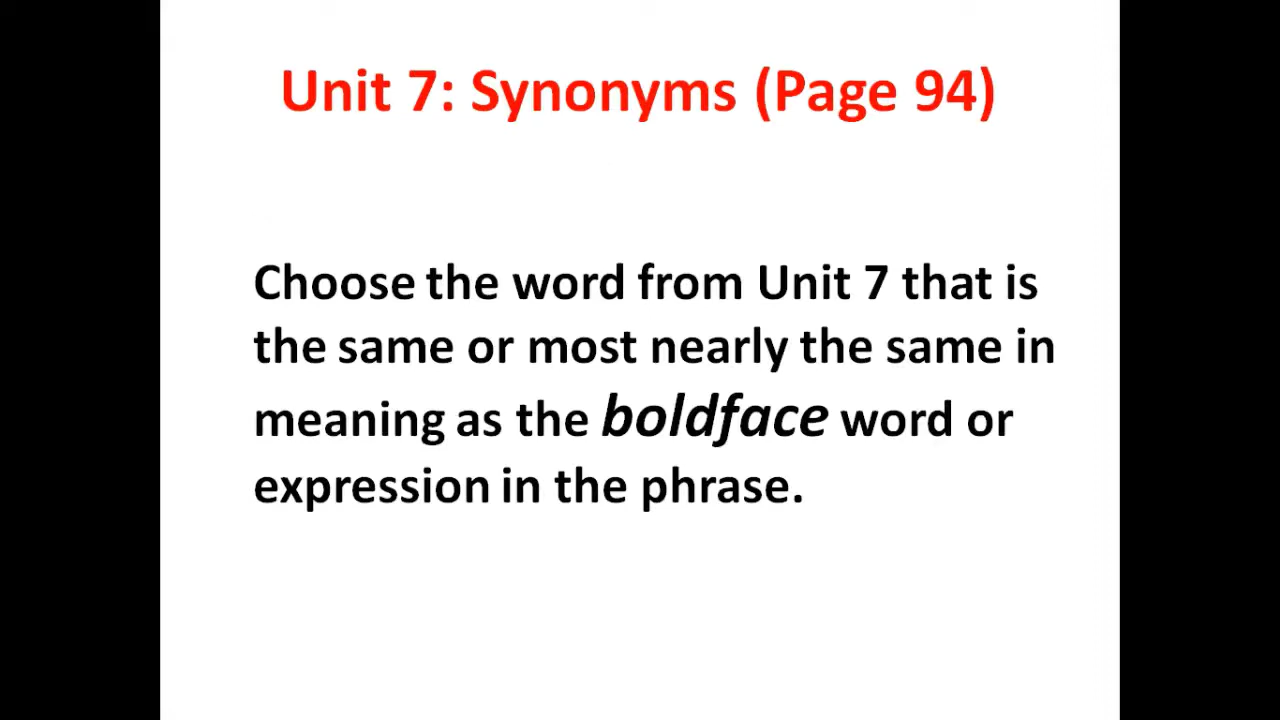 Unit 7: Synonyms (Page 94)
Choose the word from Unit 7 that is
the same or most nearly the same in
meaning as the boldface word or
expression in the phrase.